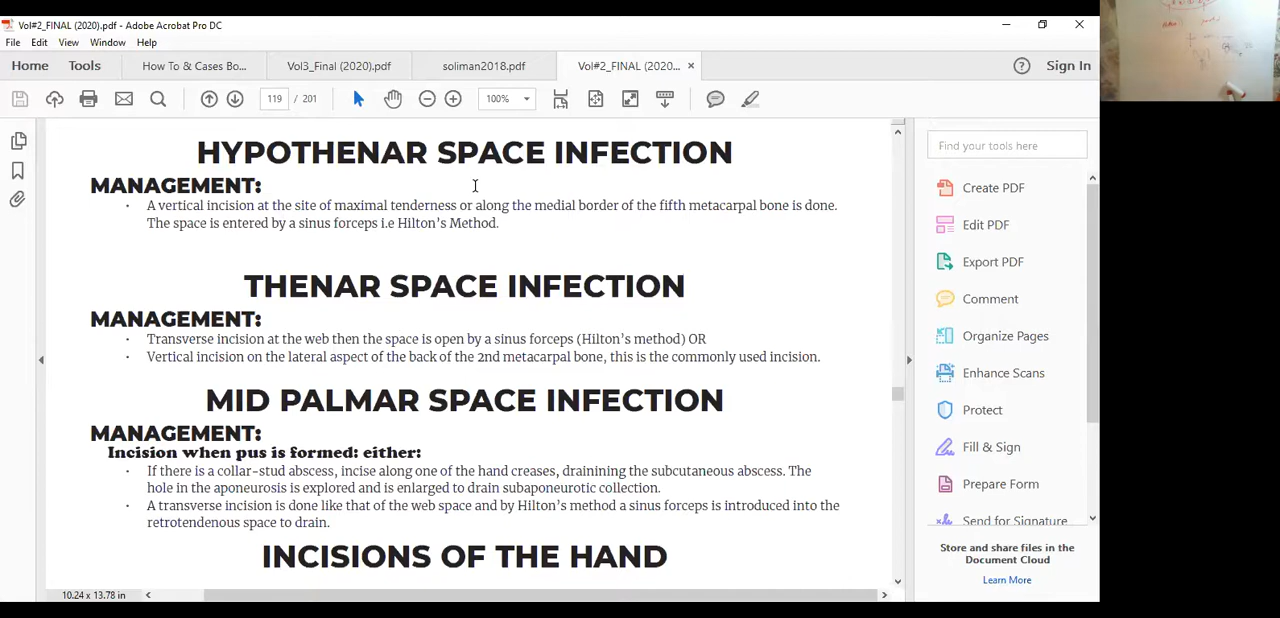 Vol#2_FINAL (2020).pdf - Adobe Acrobat Pro DC
File Edit View Window Help
Home Tools How To & Cases Bo... Vol3_Final (2020).pdf soliman2018.pdf Vol#2_FINAL (2020... × Sign In
119 / 201 100%
HYPOTHENAR SPACE INFECTION
MANAGEMENT:
· A vertical incision at the site of maximal tenderness or along the medial border of the fifth metacarpal bone is done.
The space is entered by a sinus forceps i.e Hilton's Method.
THENAR SPACE INFECTION
MANAGEMENT:
· Transverse incision at the web then the space is open by a sinus forceps (Hilton's method) OR
· Vertical incision on the lateral aspect of the back of the 2nd metacarpal bone, this is the commonly used incision.
MID PALMAR SPACE INFECTION
MANAGEMENT:
Incision when pus is formed: either:
· If there is a collar-stud abscess, incise along one of the hand creases, drainining the subcutaneous abscess. The
hole in the aponurosis is explored and is enlarged to drain subaponeurotic collection.
· A transverse incision is done like that of the web space and by Hilton's method a sinus forceps is introduced into the
retrotendenous space to drain.
INCISIONS OF THE HAND
10.24 x 13.78 in
Find your tools here
Create PDF
Edit PDF
Export PDF
Comment
Organize Pages
Enhance Scans
Protect
Fill & Sign
Prepare Form
Send for Signature
Store and share files in the
Document Cloud
Learn More